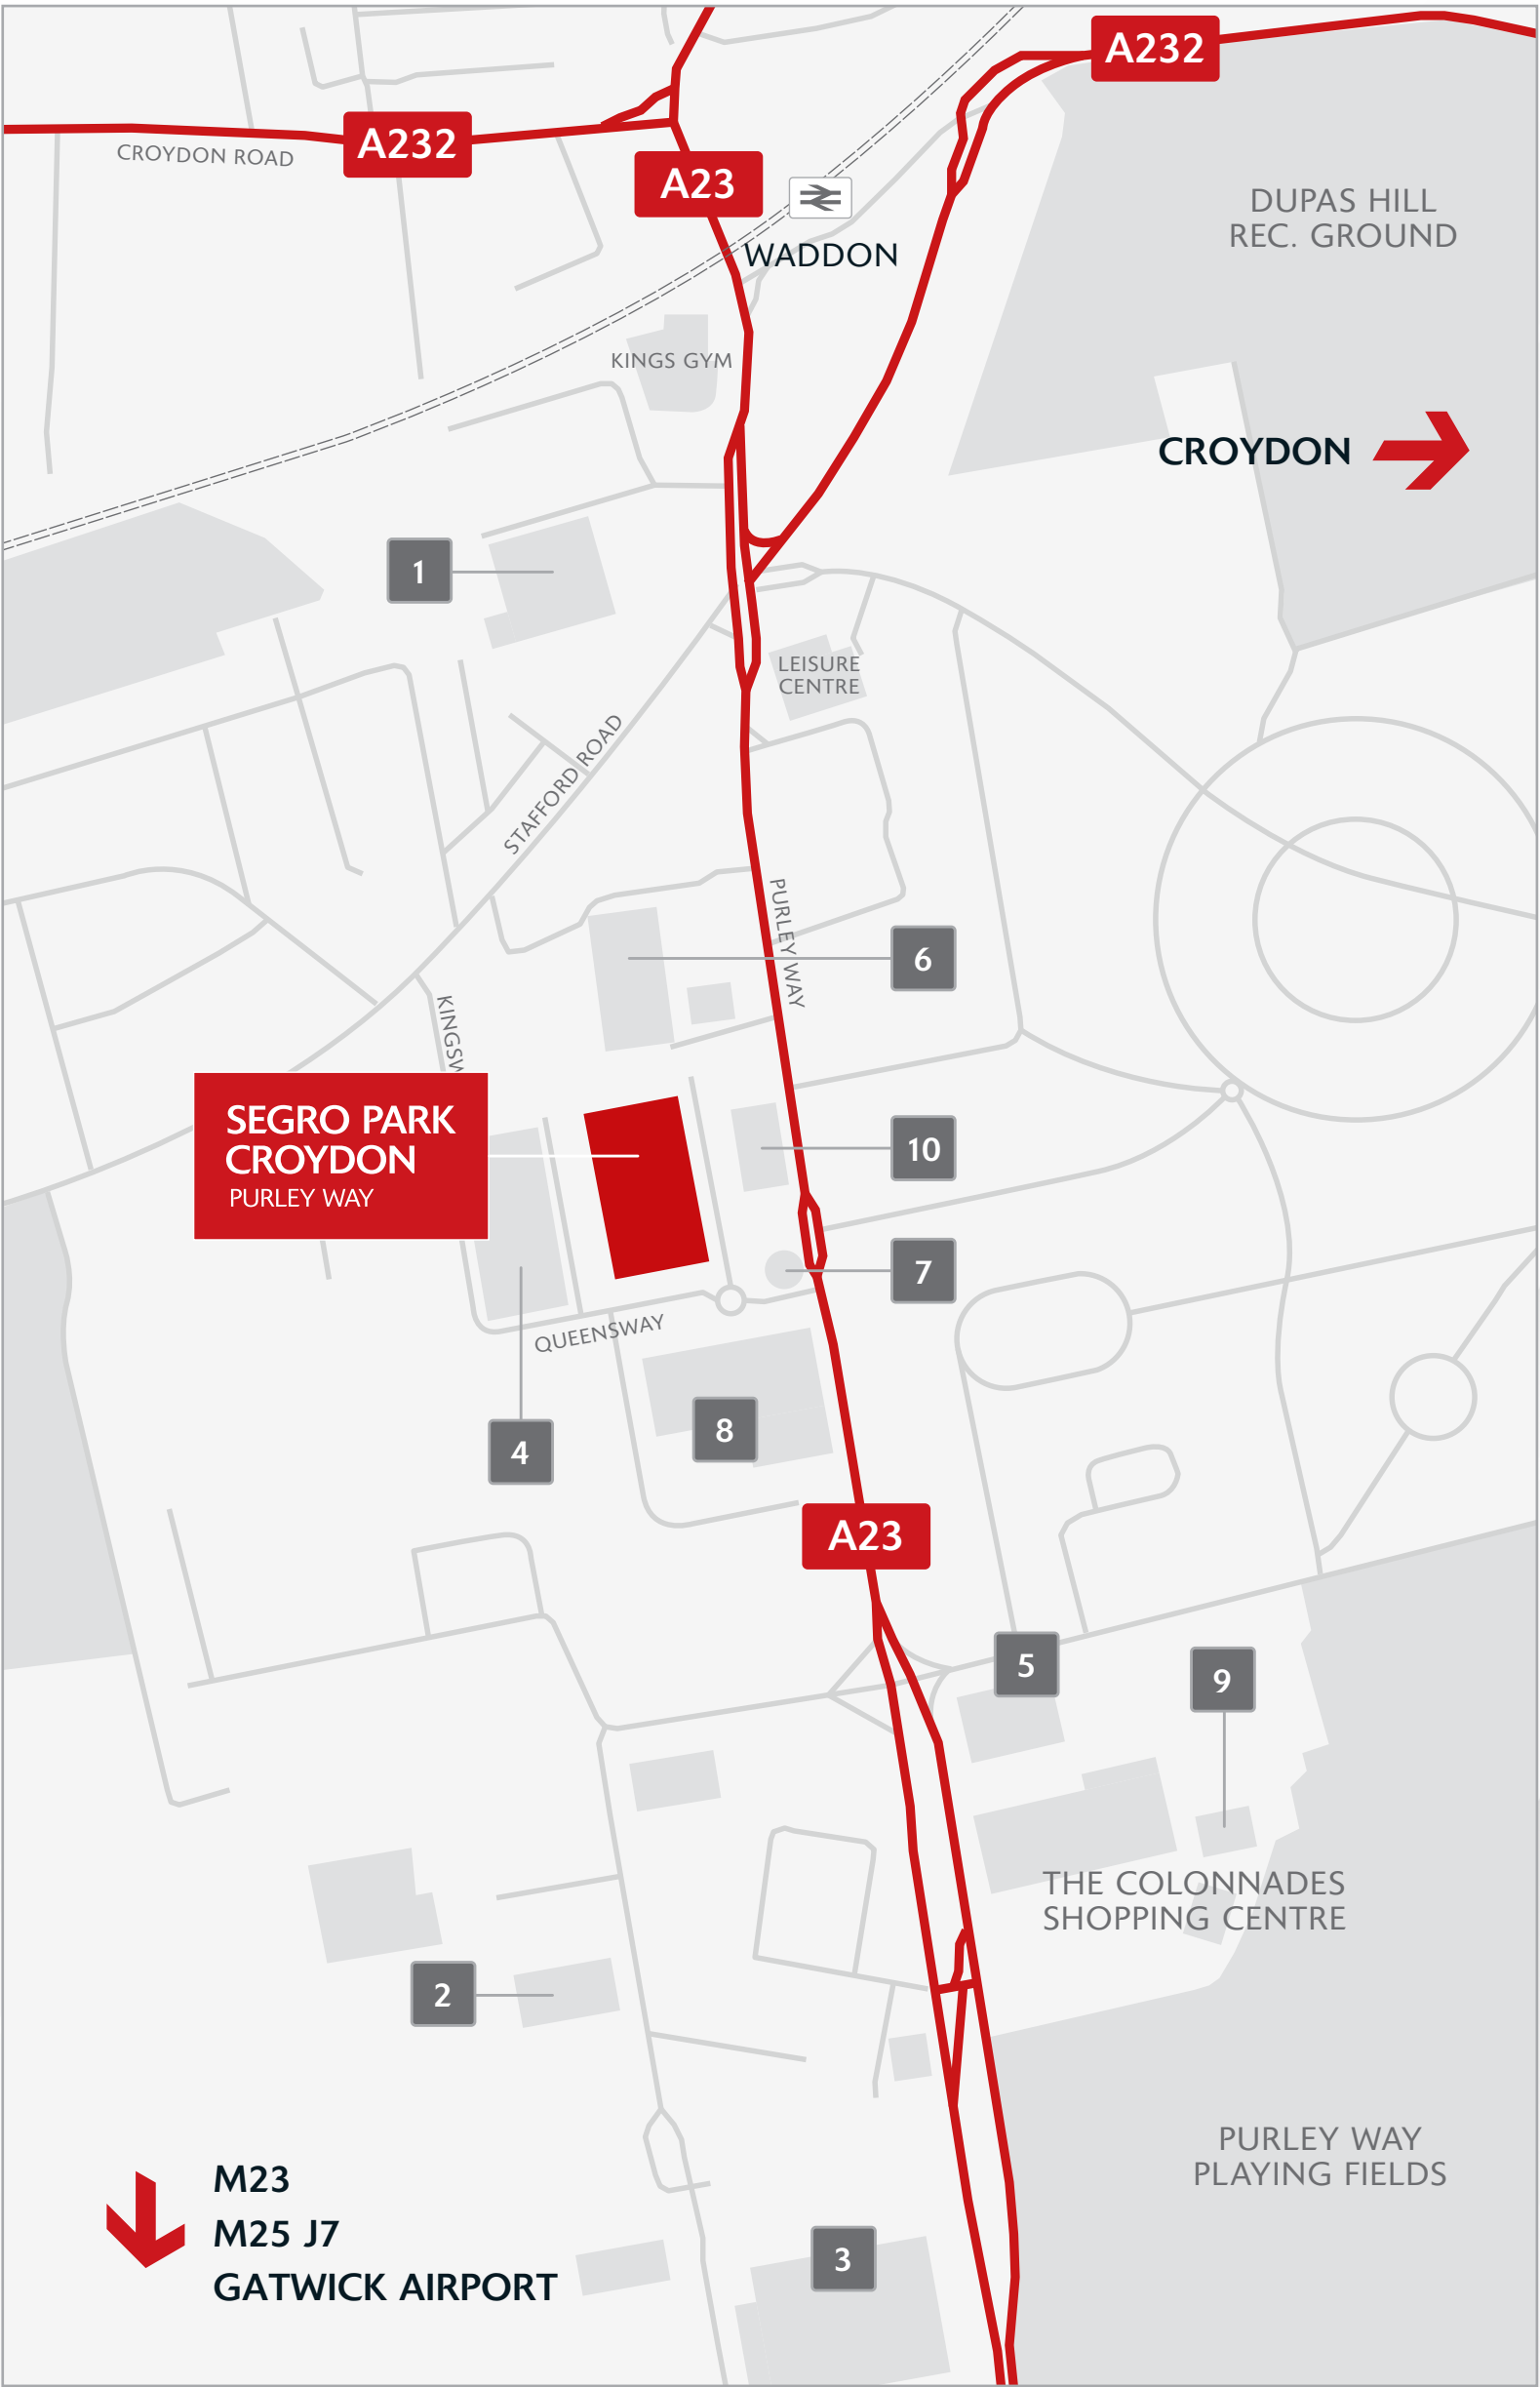 A232
A232
CROYDON ROAD
A23
DUPAS HILL
REC. GROUND
WADDON
KINGS GYM
CROYDON
1
LEISURE
CENTRE
STAFFORD ROAD
PURLEY WAY
6
KINGSW
SEGRO PARK
CROYDON
PURLEY WAY
10
7
QUEENSWAY
8
4
A23
5
9
THE COLONNADES
SHOPPING CENTRE
2
PURLEY WAY
PLAYING FIELDS
M23
M25 J7
GATWICK AIRPORT
3